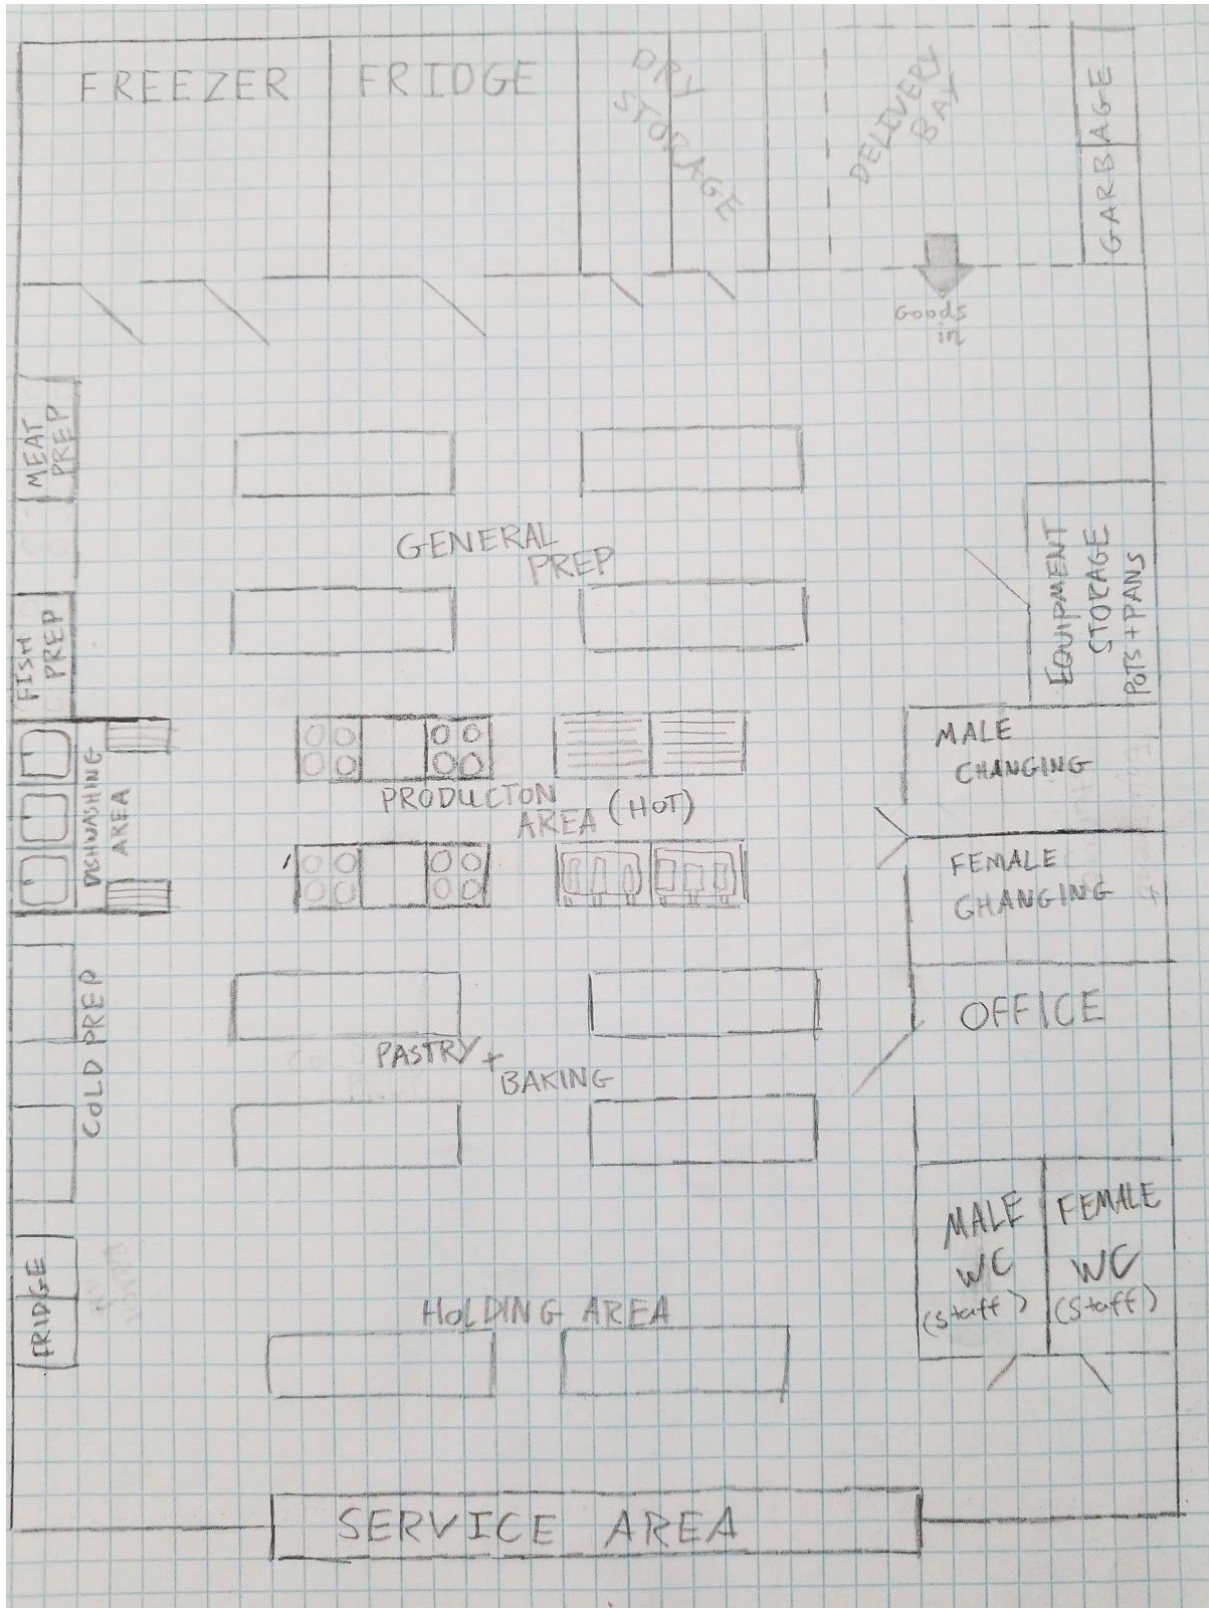 FREEZER
FRIDGE
DRY
STORAGE
DELIVERY
BAY
GARBAGE
Goods
in
MEAT
PREP
GENERAL
PREP
EQUIPMENT
STORAGE
POTS + PANS
FISH
PREP
DISHWASHING
AREA
PRODUCTON
AREA (HOT)
MALE
CHANGING
FEMALE
CHANGING
COLD PREP
PASTRY +
BAKING
OFFICE
MALE
WC
(Staff)
FEMALE
WC
(Staff)
FRIDGE
HOLDING AREA
SERVICE AREA